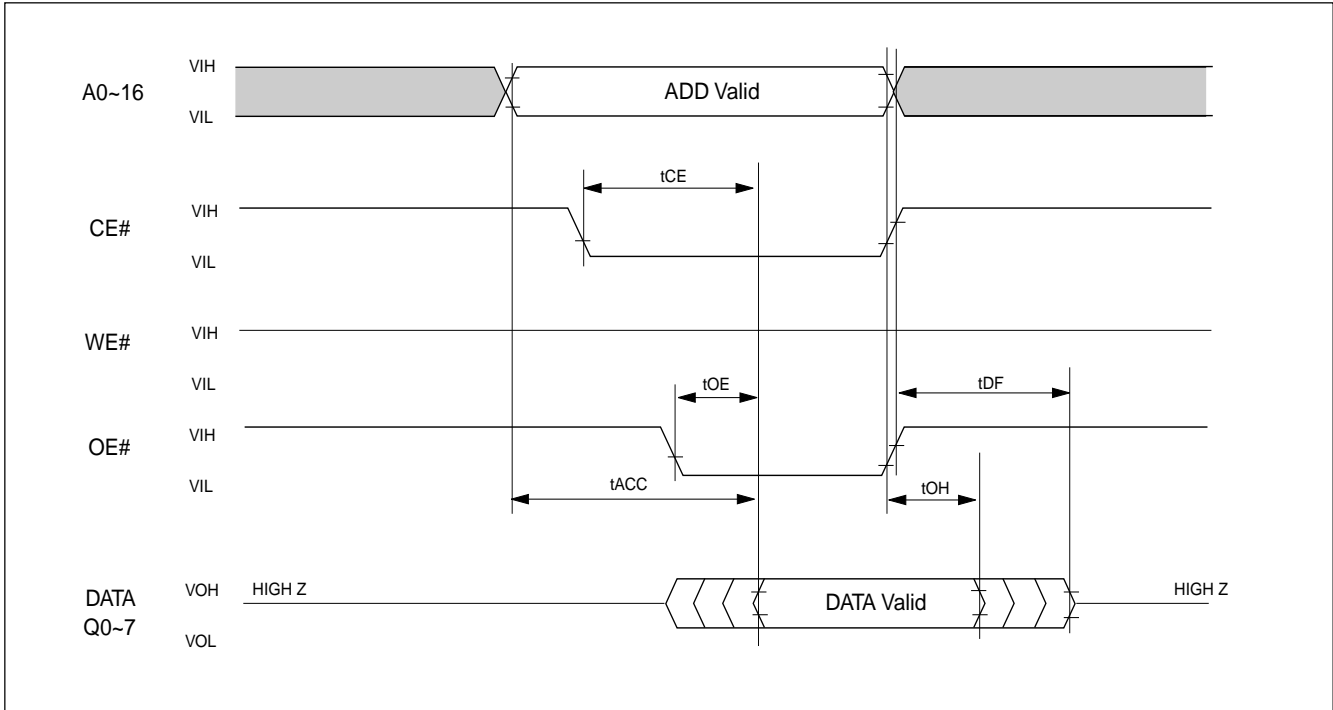 A0~16
VIH
VIL
ADD Valid
tCE
CE#
VIH
VIL
WE#
VIH
VIL
tOE
tDF
OE#
VIH
VIL
tACC
tOH
DATA
Q0~7
VOH
VOL
HIGH Z
DATA Valid
HIGH Z